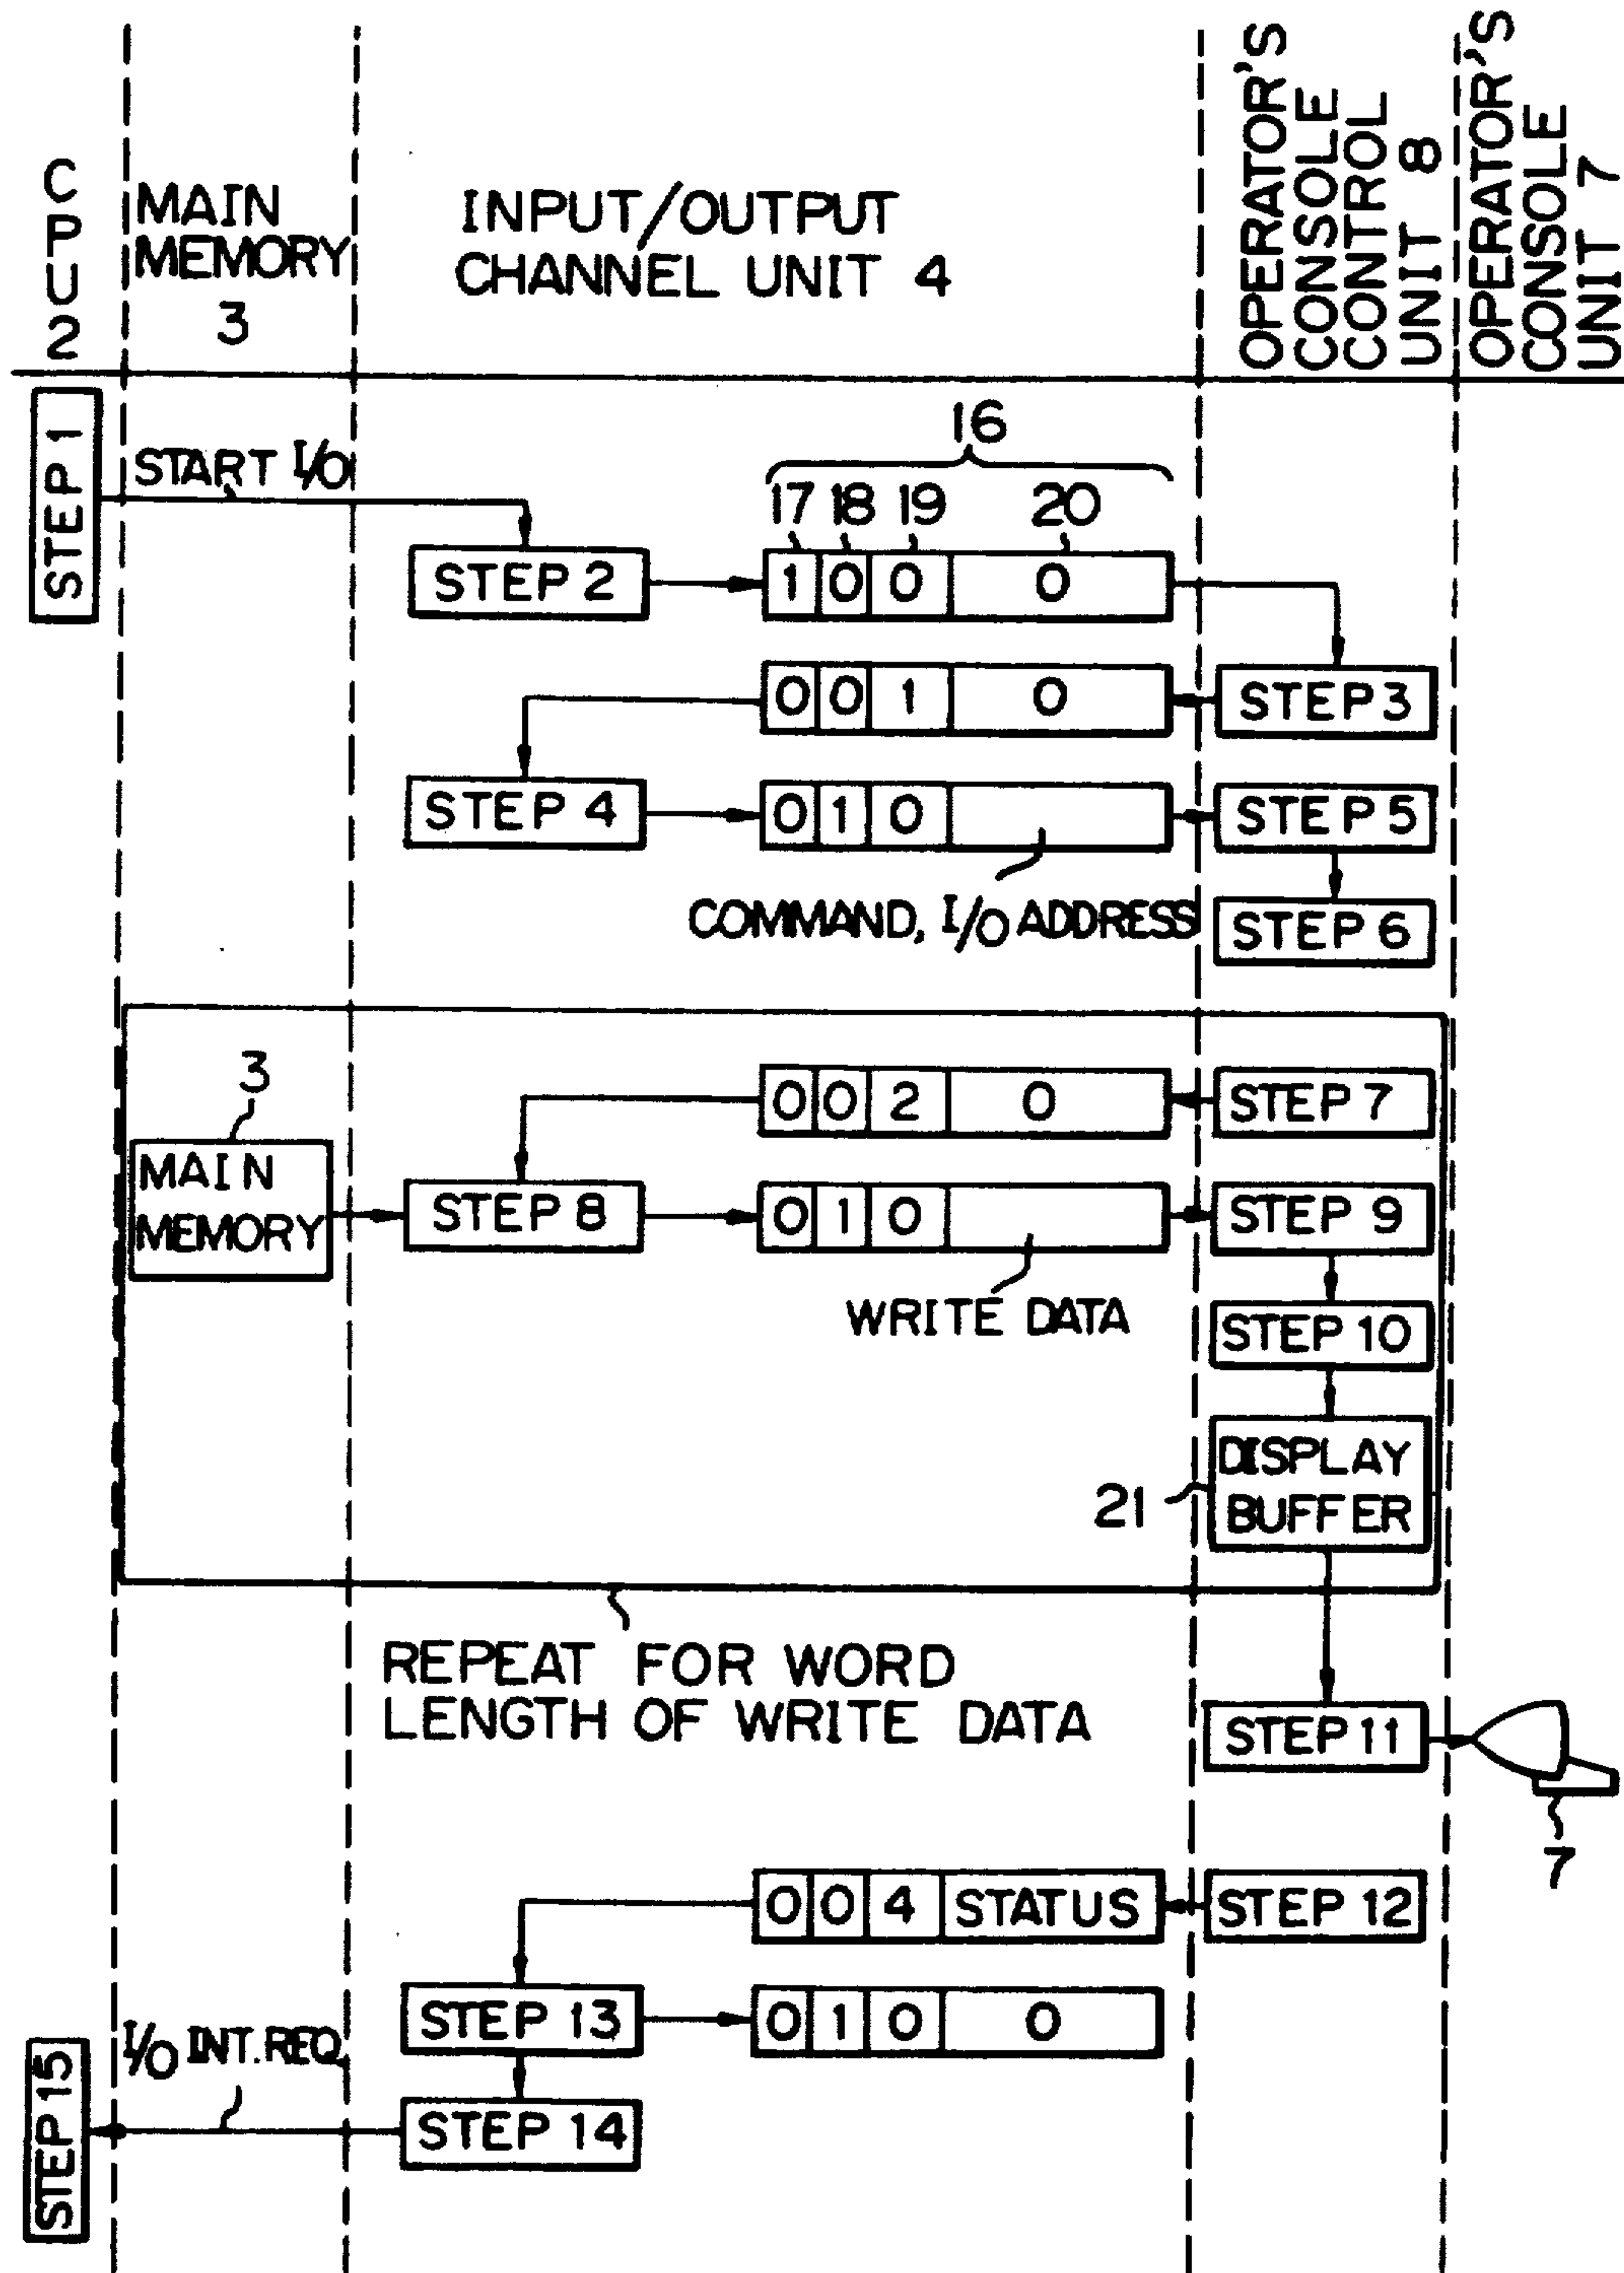 CPU 2
MAIN
MEMORY
3
INPUT/OUTPUT
CHANNEL UNIT 4
OPERATOR'S
CONSOLE
CONTROL
UNIT 8
OPERATOR'S
CONSOLE
UNIT 7
STEP 1
START I/O
16
17 18 19 20
STEP 2
1 0 0 0
0 0 1 0
STEP 3
STEP 4
0 1 0
STEP 5
COMMAND, I/O ADDRESS
STEP 6
3
0 0 2 0
STEP 7
MAIN
MEMORY
STEP 8
0 1 0
STEP 9
WRITE DATA
STEP 10
21
DISPLAY
BUFFER
REPEAT FOR WORD
LENGTH OF WRITE DATA
STEP 11
7
0 0 4 STATUS
STEP 12
STEP 13
0 1 0 0
I/O INT. REQ.
STEP 14
STEP 15